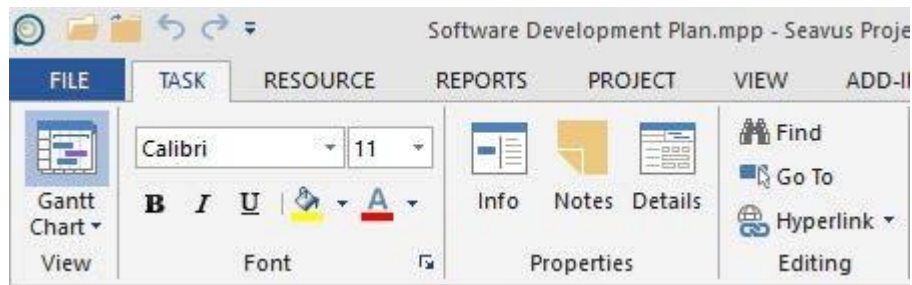 Software Development Plan.mpp - Seavus Proje
FILE TASK RESOURCE REPORTS PROJECT VIEW ADD-I
Calibri 11
Find
Go To
Gantt Chart
B I U A
Info Notes Details
Hyperlink
View Font Properties Editing